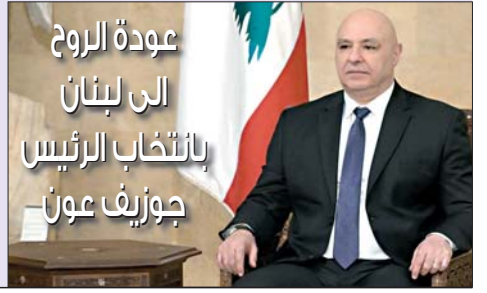 عودة الروح
الى لبنان
بانتخاب الرئيس
جوزيف عون